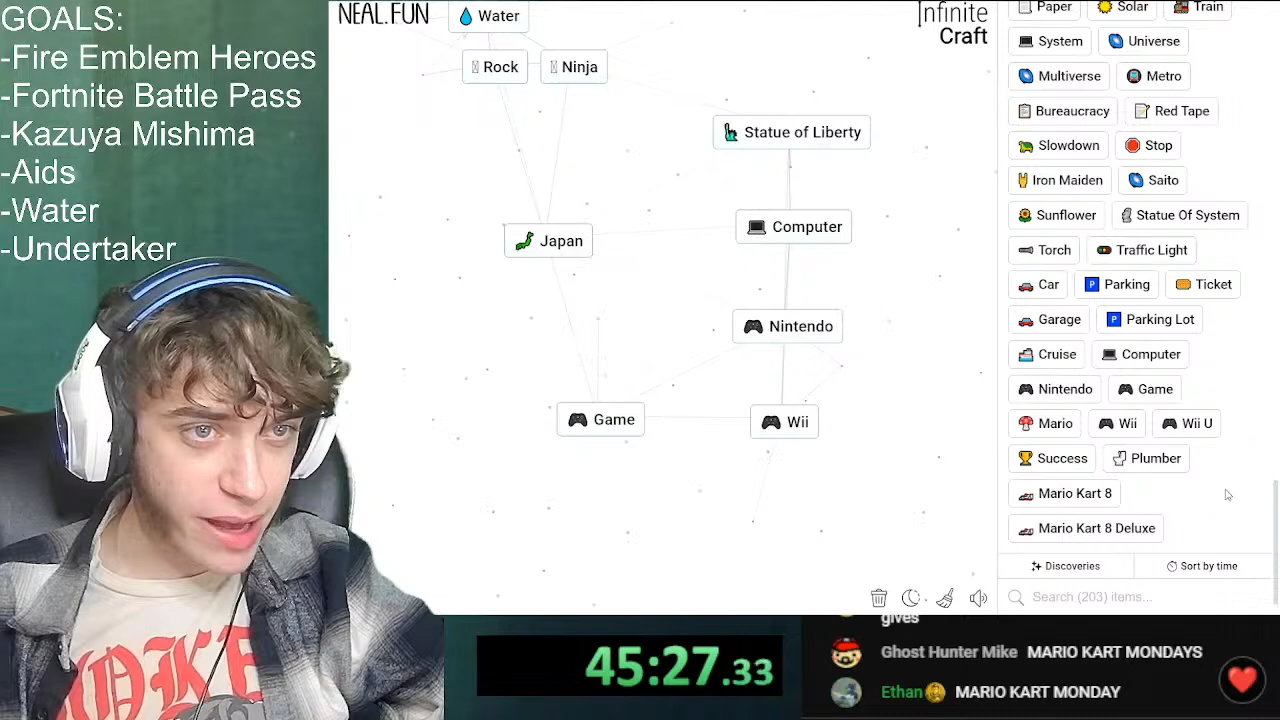 GOALS:
-Fire Emblem Heroes
-Fortnite Battle Pass
-Kazuya Mishima
-Aids
-Water
-Undertaker
NEAL.FUN
Infinite
Craft
Water
Rock
Ninja
Statue of Liberty
Japan
Computer
Nintendo
Game
Wii
Paper
Solar
Train
System
Universe
Multiverse
Metro
Bureaucracy
Red Tape
Slowdown
Stop
Iron Maiden
Saito
Sunflower
Statue Of System
Torch
Traffic Light
Car
Parking
Ticket
Garage
Parking Lot
Cruise
Computer
Nintendo
Game
Mario
Wii
Wii U
Success
Plumber
Mario Kart 8
Mario Kart 8 Deluxe
Discoveries
Sort by time
Search (203) items...
45:27.33
gives
Ghost Hunter Mike MARIO KART MONDAYS
Ethan MARIO KART MONDAY